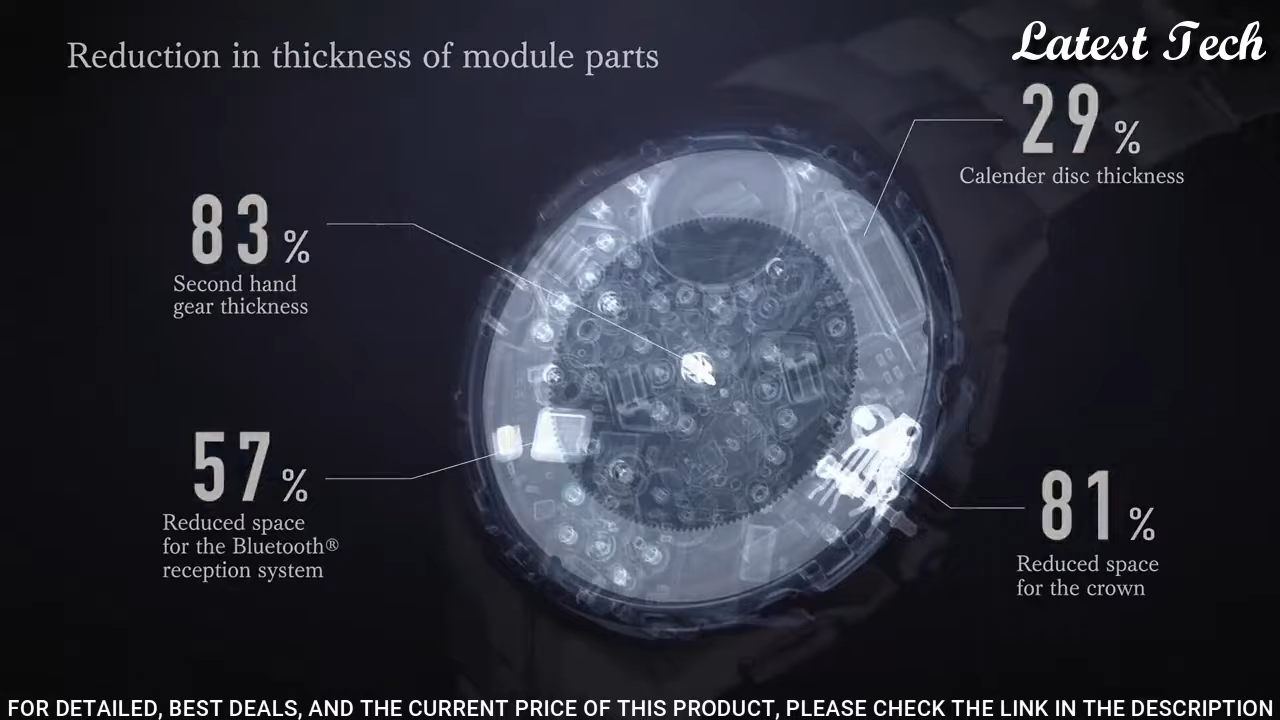 Reduction in thickness of module parts
Latest Tech
29 %
Calender disc thickness
83 %
Second hand
gear thickness
57 %
Reduced space
for the Bluetooth®
reception system
81 %
Reduced space
for the crown
FOR DETAILED, BEST DEALS, AND THE CURRENT PRICE OF THIS PRODUCT, PLEASE CHECK THE LINK IN THE DESCRIPTION